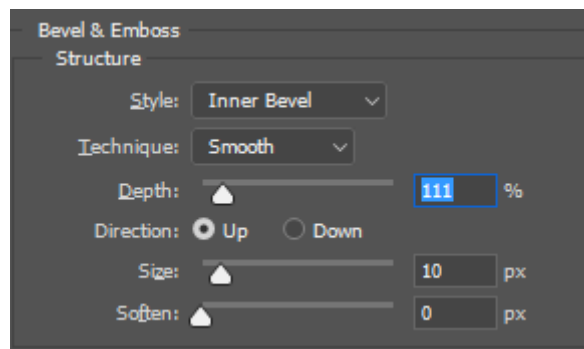 Bevel & Emboss
Structure
Style: Inner Bevel
Technique: Smooth
Depth: 111 %
Direction: Up Down
Size: 10 px
Soften: 0 px